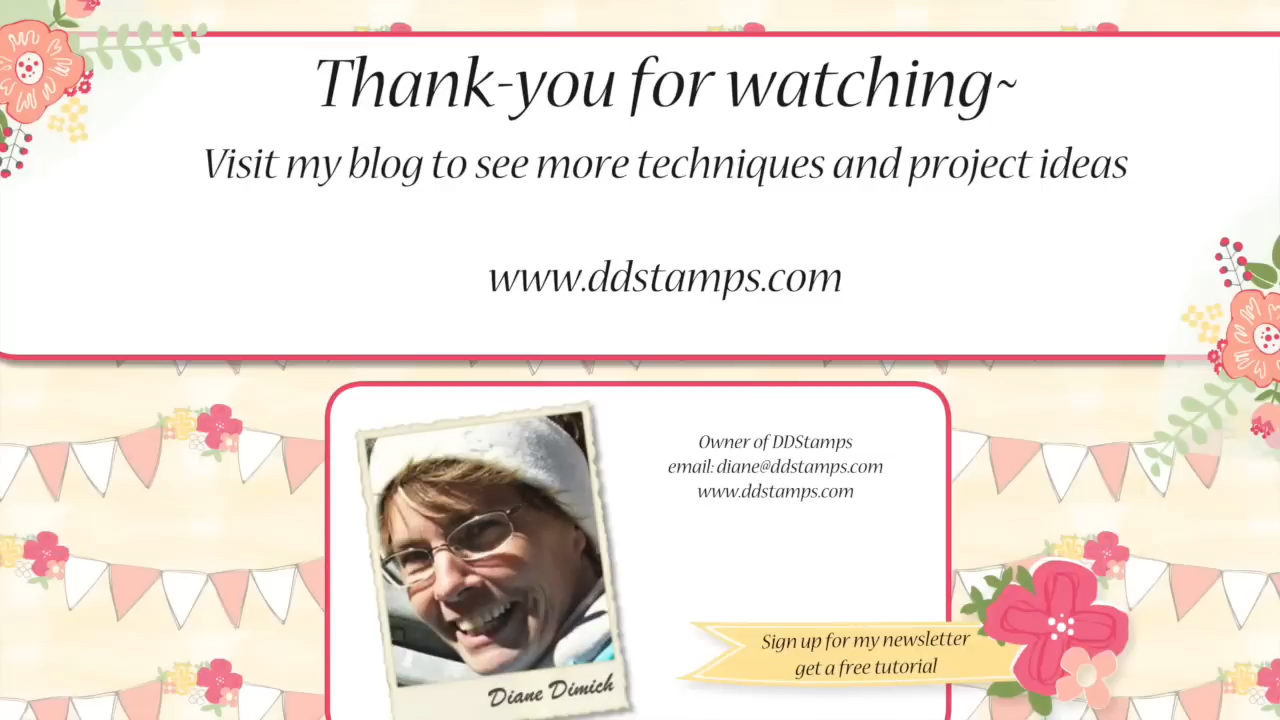 Thank-you for watching~
Visit my blog to see more techniques and project ideas
www.ddstamps.com
Owner of DDStamps
email: diane@ddstamps.com
www.ddstamps.com
Sign up for my newsletter
get a free tutorial
Diane Dimich